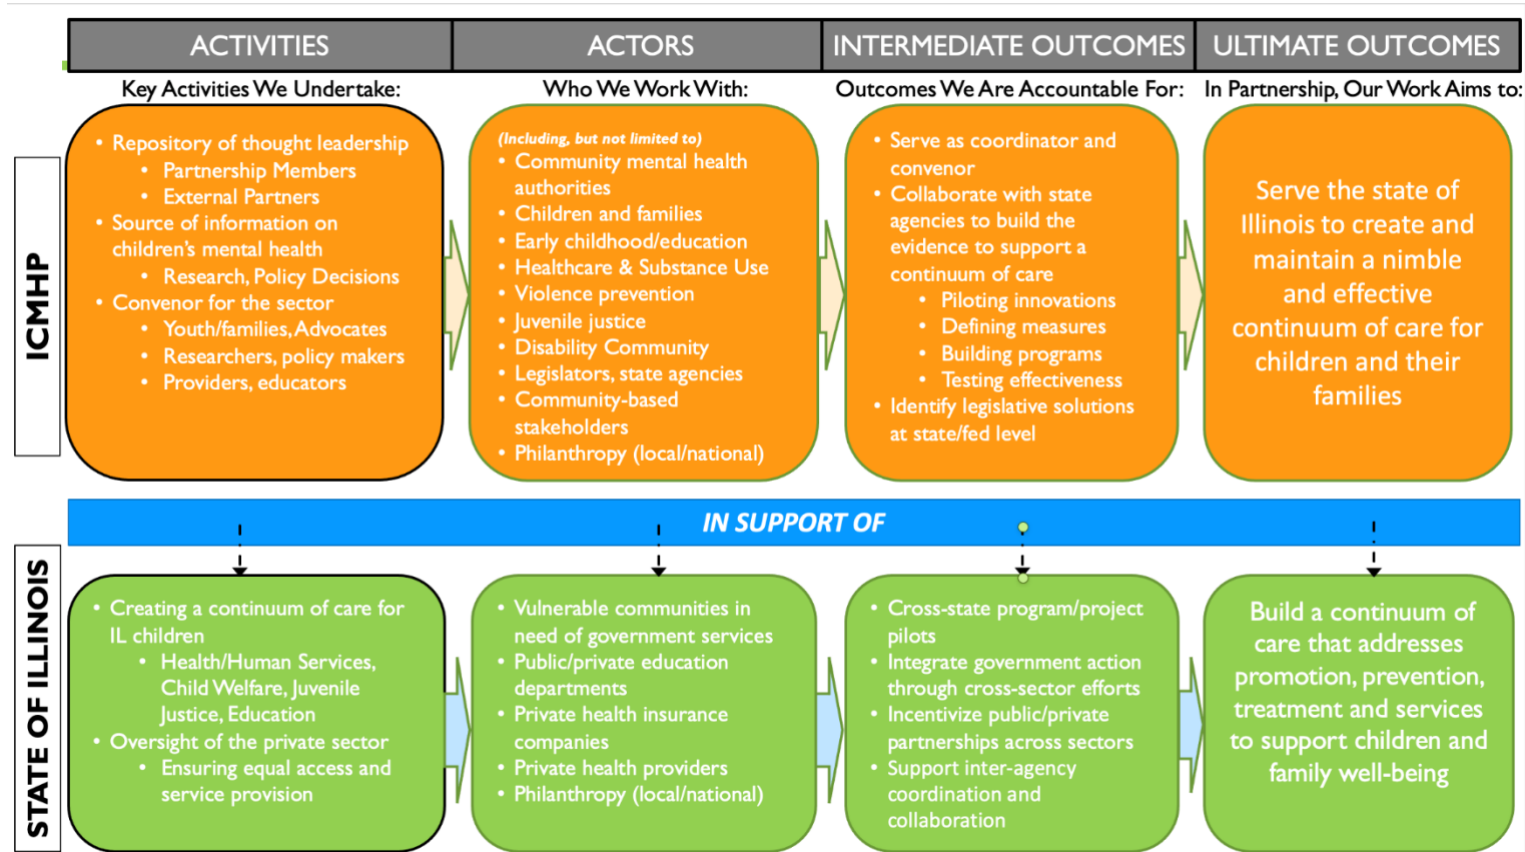 ACTIVITIES
ACTORS
INTERMEDIATE OUTCOMES
ULTIMATE OUTCOMES
Key Activities We Undertake:
Who We Work With:
Outcomes We Are Accountable For:
In Partnership, Our Work Aims to:
ICMHP
• Repository of thought leadership
• Partnership Members
• External Partners
• Source of information on
children's mental health
• Research, Policy Decisions
• Convenor for the sector
• Youth/families, Advocates
• Researchers, policy makers
• Providers, educators
(Including, but not limited to)
• Community mental health
authorities
• Children and families
• Early childhood/education
• Healthcare & Substance Use
• Violence prevention
• Juvenile justice
• Disability Community
• Legislators, state agencies
• Community-based
stakeholders
• Philanthropy (local/national)
• Serve as coordinator and
convenor
• Collaborate with state
agencies to build the
evidence to support a
continuum of care
• Piloting innovations
• Defining measures
• Building programs
• Testing effectiveness
• Identify legislative solutions
at state/fed level
Serve the state of
Illinois to create and
maintain a nimble
and effective
continuum of care for
children and their
families
IN SUPPORT OF
STATE OF ILLINOIS
• Creating a continuum of care for
IL children
• Health/Human Services,
Child Welfare, Juvenile
Justice, Education
• Oversight of the private sector
• Ensuring equal access and
service provision
• Vulnerable communities in
need of government services
• Public/private education
departments
• Private health insurance
companies
• Private health providers
• Philanthropy (local/national)
• Cross-state program/project
pilots
• Integrate government action
through cross-sector efforts
• Incentivize public/private
partnerships across sectors
• Support inter-agency
coordination and
collaboration
Build a continuum of
care that addresses
promotion, prevention,
treatment and services
to support children and
family well-being